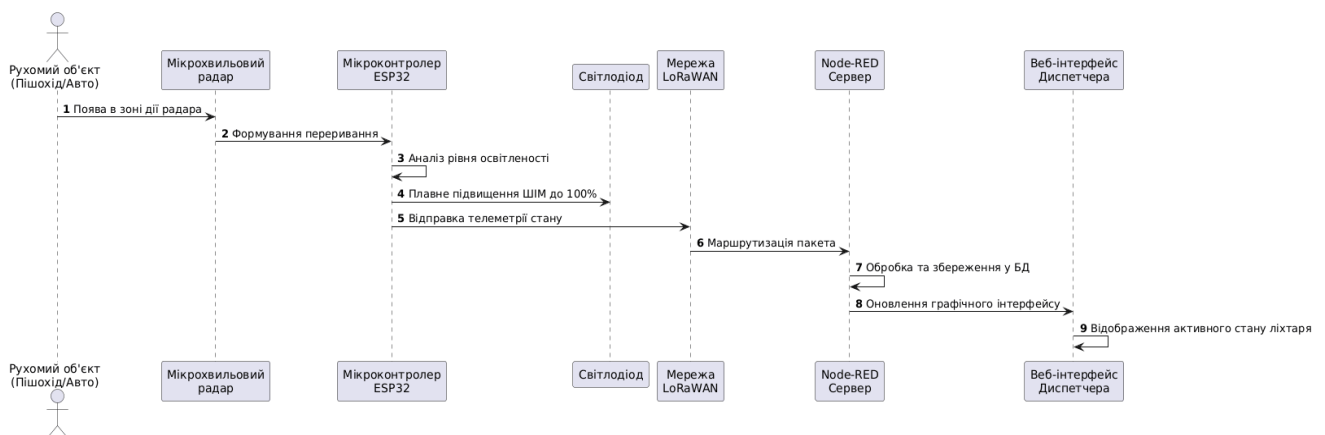 Рухомий об'єкт
(Пішохід/Авто)
Мікрохвильовий
радар
Мікроконтролер
ESP32
Світлодіод
Мережа
LoRaWAN
Node-RED
Сервер
Веб-інтерфейс
Диспетчера
1 Поява в зоні дії радара
2 Формування переривання
3 Аналіз рівня освітленості
4 Плавне підвищення ШІМ до 100%
5 Відправка телеметрії стану
6 Маршрутизація пакета
7 Обробка та збереження у БД
8 Оновлення графічного інтерфейсу
9 Відображення активного стану ліхтаря
Рухомий об'єкт
(Пішохід/Авто)
Мікрохвильовий
радар
Мікроконтролер
ESP32
Світлодіод
Мережа
LoRaWAN
Node-RED
Сервер
Веб-інтерфейс
Диспетчера